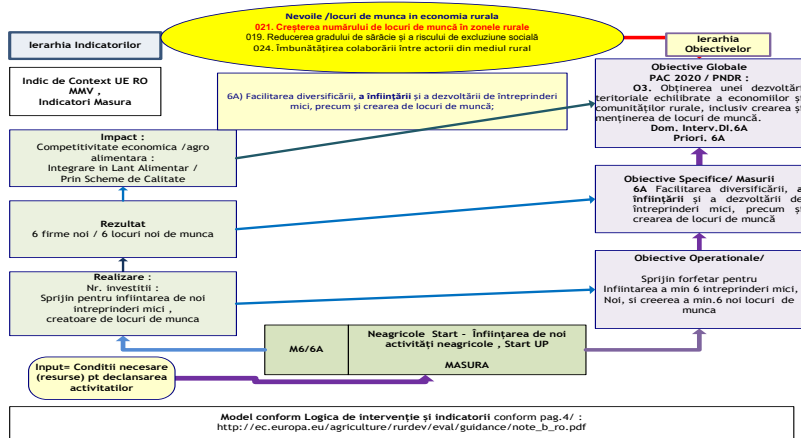 Nevoile /locuri de munca in economia rurala
021. Creșterea numărului de locuri de muncă în zonele rurale
019. Reducerea gradului de sărăcie și a riscului de excluziune socială
024. Îmbunătățirea colaborării între actorii din mediul rural
Ierarhia Indicatorilor
Ierarhia
Obiectivelor
Indic de Context UE RO
MMV ,
Indicatori Masura
6A) Facilitarea diversificării, a înființării și a dezvoltării de întreprinderi
mici, precum și crearea de locuri de muncă;
Obiective Globale
PAC 2020 / PNDR :
O3. Obținerea unei dezvoltări
teritoriale echilibrate a economiilor și
comunităților rurale, inclusiv crearea și
menținerea de locuri de muncă.
Dom. Interv.DI.6A
Priori. 6A
Impact :
Competitivitate economica /agro
alimentara :
Integrare in Lant Alimentar /
Prin Scheme de Calitate
Obiective Specifice/ Masurii
6A Facilitarea diversificării, a
înființării și a dezvoltării de
întreprinderi mici, precum și
crearea de locuri de muncă
Rezultat
6 firme noi / 6 locuri noi de munca
Realizare :
Nr. investitii :
Sprijin pentru infiintarea de noi
intreprinderi mici ,
creatoare de locuri de munca
Obiective Operationale/
Sprijin forfetar pentru
Infiintarea a min 6 intreprinderi mici,
Noi, si creerea a min.6 noi locuri de
munca
M6/6A
Neagricole Start - Înființarea de noi
activități neagricole , Start UP
MASURA
Input= Conditii necesare
(resurse) pt declansarea
activitatilor
Model conform Logica de intervenție și indicatorii conform pag.4/ :
http://ec.europa.eu/agriculture/rurdev/eval/guidance/note_b_ro.pdf